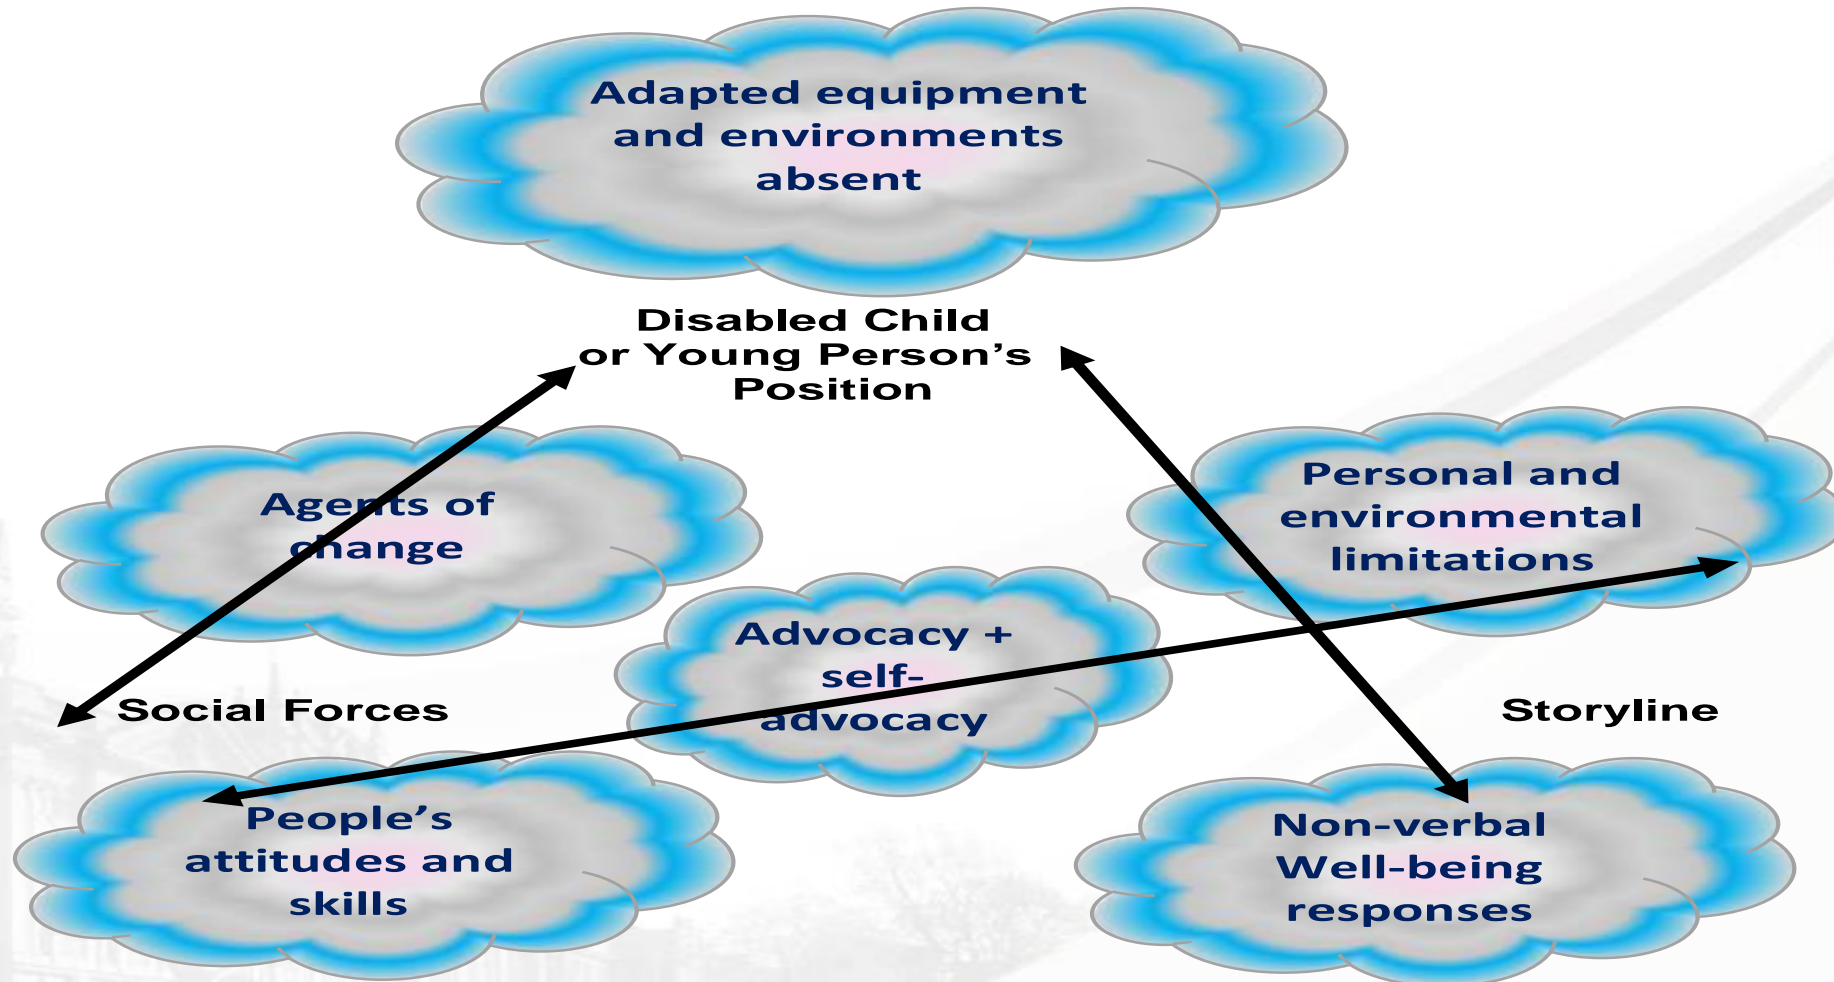 Adapted equipment
and environments
absent
Disabled Child
or Young Person’s
Position
Agents of
change
Personal and
environmental
limitations
Advocacy +
self-
advocacy
Social Forces
Storyline
People’s
attitudes and
skills
Non-verbal
Well-being
responses